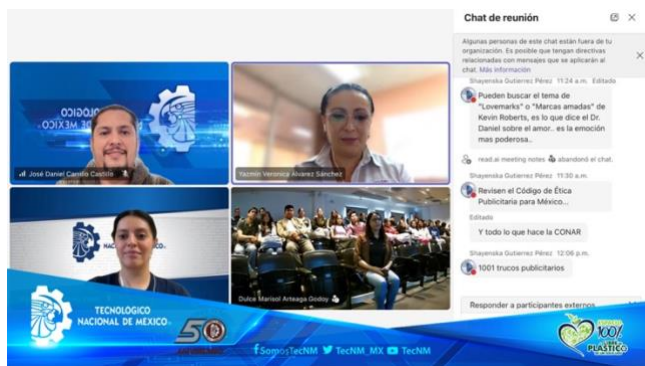 Chat de reunión
Algunas personas de este chat están fuera de tu
organización. Es posible que tengan directivas
relacionadas con mensajes que se aplicarán al
chat. Más información
Shayenska Gutierrez Pérez 11:24 a.m. Editado
Pueden buscar el tema de
"Lovemarks" o "Marcas amadas" de
Kevin Roberts, es lo que dice el Dr.
Daniel sobre el amor.. es la emoción
mas poderosa..
read.ai meeting notes abandonó el chat.
Shayenska Gutierrez Pérez 11:30 a.m.
Revisen el Código de Ética
Publicitaria para México...
Editado
Y todo lo que hace la CONAR
Shayenska Gutierrez Pérez 12:06 p.m.
1001 trucos publicitarios
Responder a participantes externos
José Daniel Carrido Castillo
Yazmin Veronica Alvarez Sánchez
Dulce Marisol Arteaga Godoy
TECNOLOGICO
NACIONAL DE MEXICO
50
SomosTecNM TecNM_MX TecNM
100%
PLASTICO